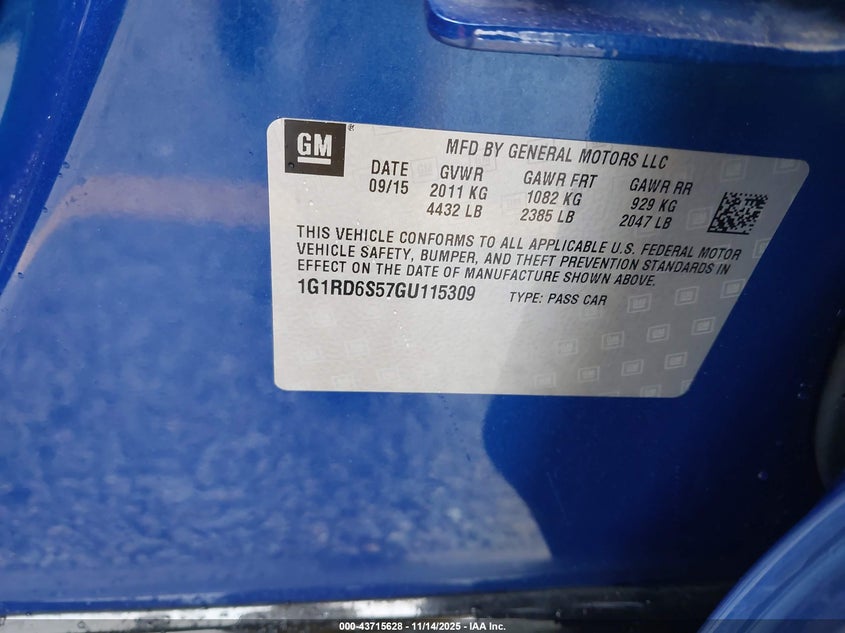 GM
MFD BY GENERAL MOTORS LLC
DATE GVWR GAWR FRT GAWR RR
09/15 2011 KG 1082 KG 929 KG
4432 LB 2385 LB 2047 LB
THIS VEHICLE CONFORMS TO ALL APPLICABLE U.S. FEDERAL MOTOR
VEHICLE SAFETY, BUMPER, AND THEFT PREVENTION STANDARDS IN
EFFECT ON THE DATE OF MANUFACTURE SHOWN ABOVE.
1G1RD6S57GU115309 TYPE: PASS CAR
000-43715628 - 11/14/2025 - IAA Inc.